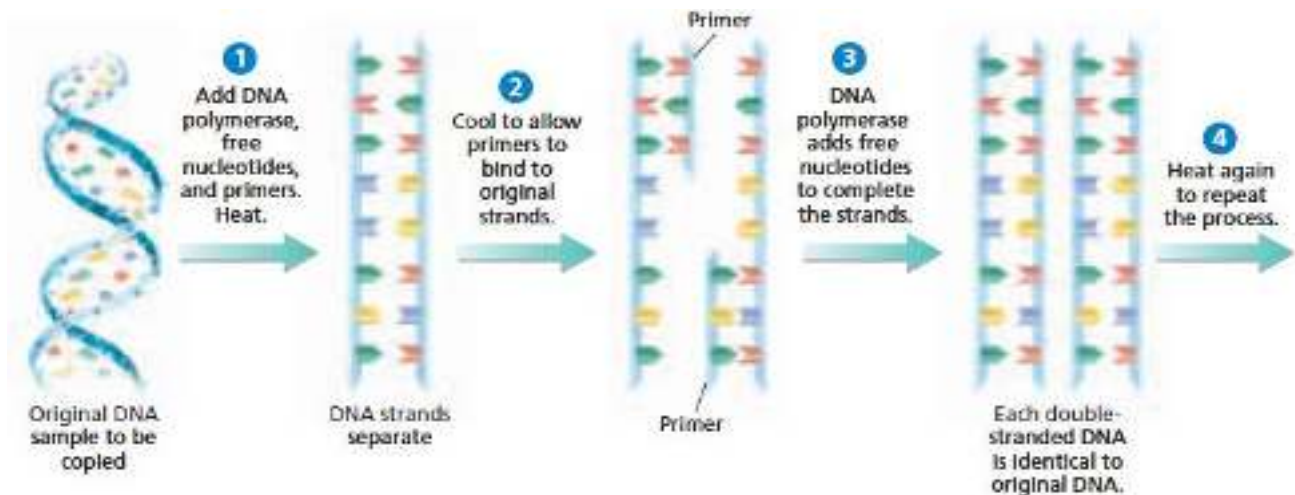 1
Add DNA
polymerase,
free
nucleotides,
and primers.
Heat.
Original DNA
sample to be
copied
DNA strands
separate
2
Cool to allow
primers to
bind to
original
strands.
Primer
Primer
3
DNA
polymerase
adds free
nucleotides
to complete
the strands.
Each double-
stranded DNA
is identical to
original DNA.
4
Heat again
to repeat
the process.